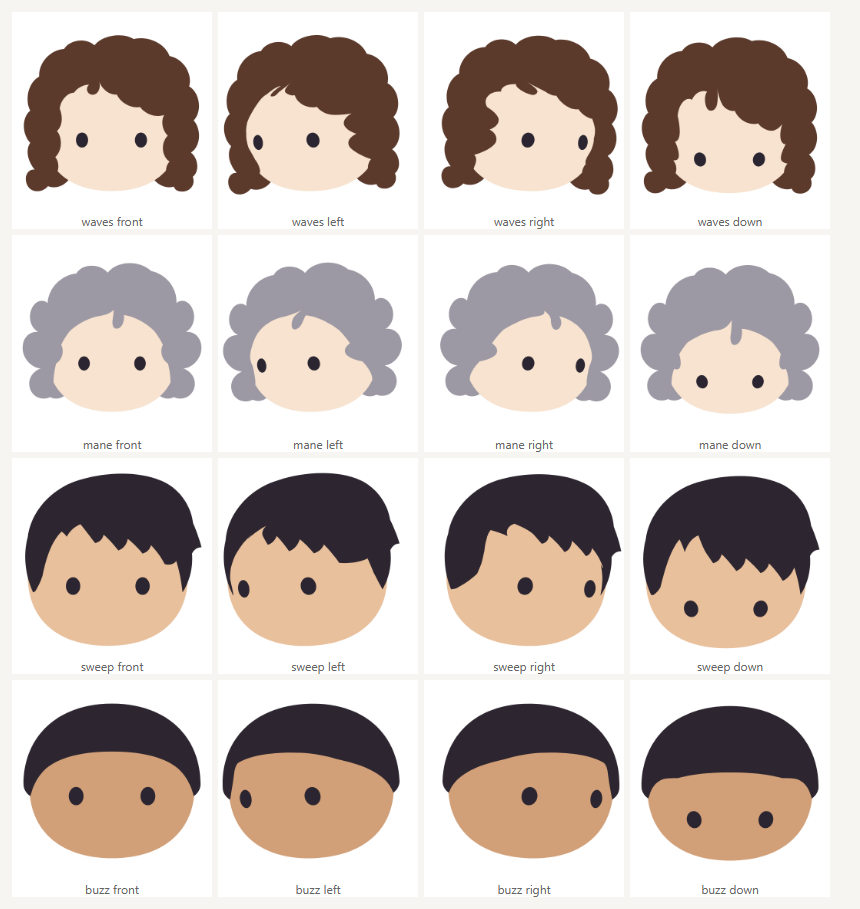 waves front
waves left
waves right
waves down
mane front
mane left
mane right
mane down
sweep front
sweep left
sweep right
sweep down
buzz front
buzz left
buzz right
buzz down